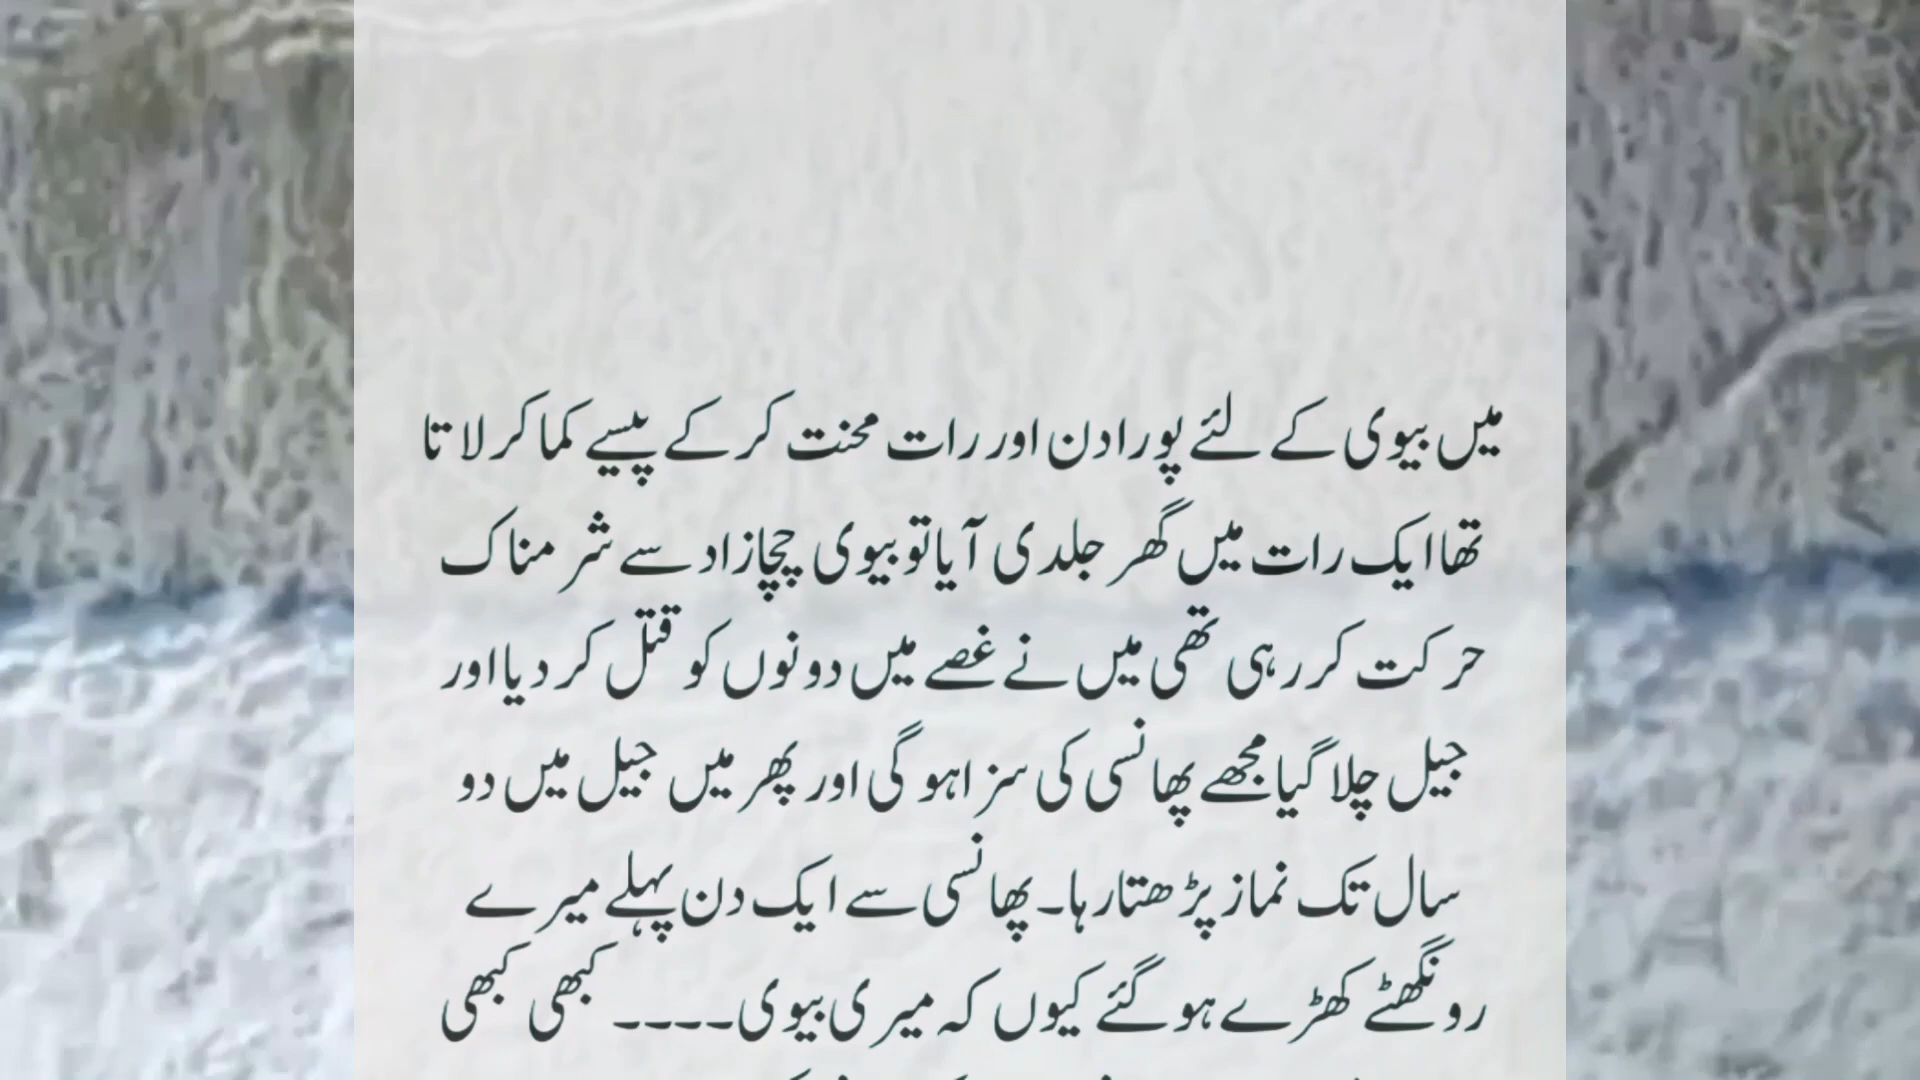 میں بیوی کے لئے پورا دن اور رات محنت کر کے پیسے کما کر لاتا
تھا ایک رات میں گھر جلدی آیا تو بیوی چچازاد سے شرمناک
حرکت کر رہی تھی میں نے غصے میں دونوں کو قتل کر دیا اور
جیل چلا گیا مجھے پھانسی کی سزا ہو گی اور پھر میں جیل میں دو
سال تک نماز پڑھتا رہا۔ پھانسی سے ایک دن پہلے میرے
رونگھٹے کھڑے ہو گئے کیوں کہ میری بیوی۔۔۔۔ کبھی کبھی